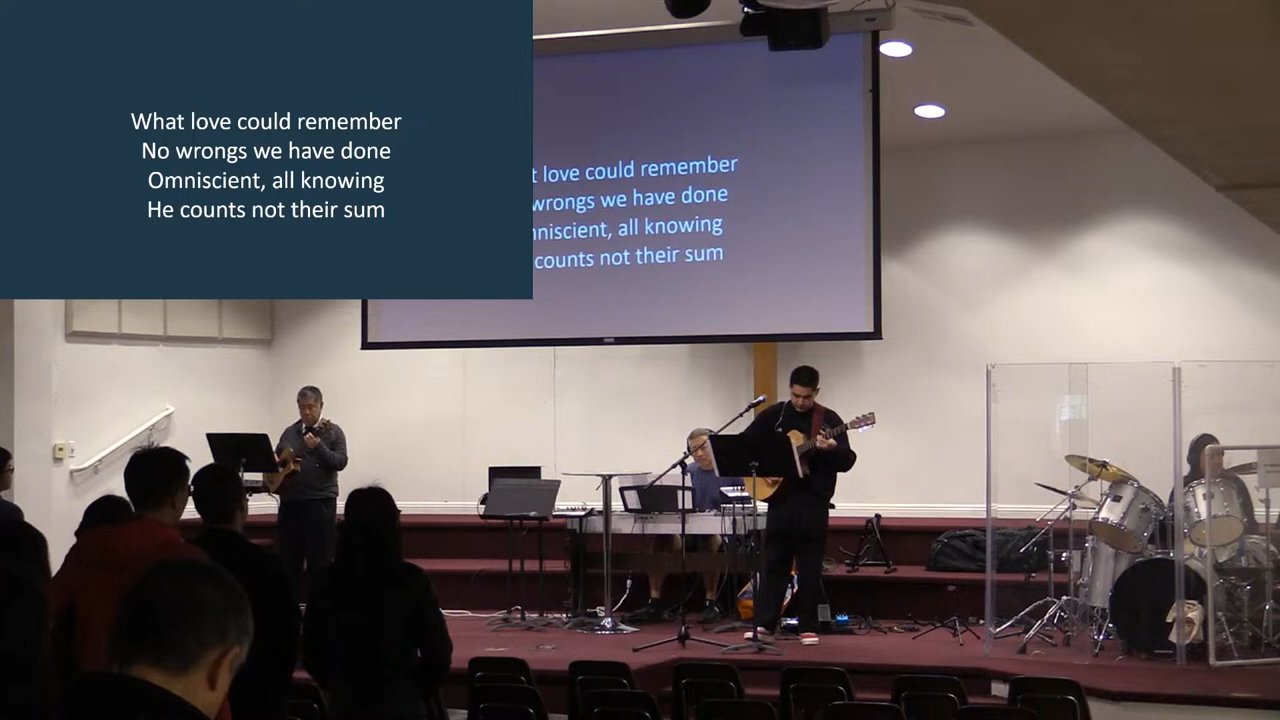 What love could remember
No wrongs we have done
Omniscient, all knowing
He counts not their sum
love could remember
wrongs we have done
niscient, all knowing
counts not their sum